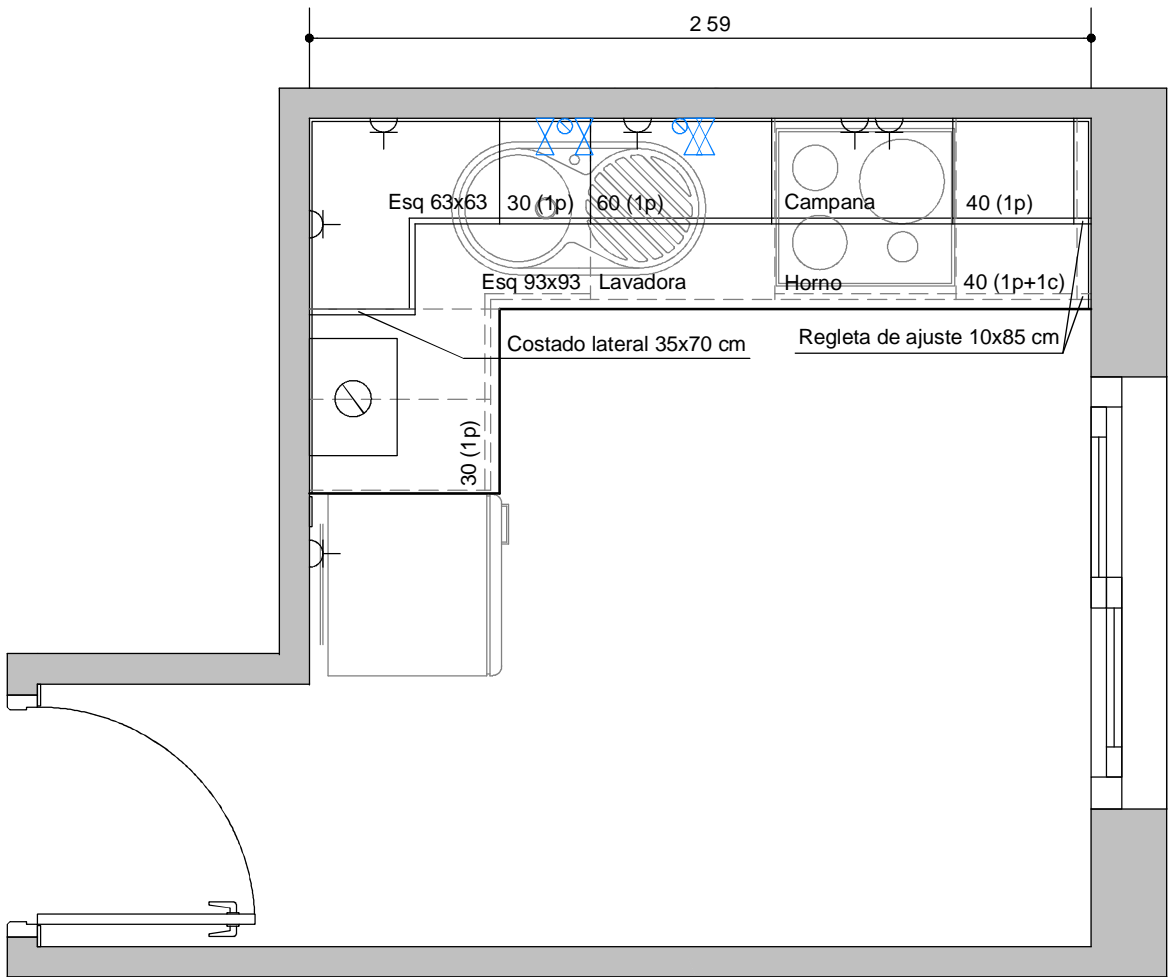 2 59
Esq 63x63
30 (1p)
60 (1p)
Campana
40 (1p)
Esq 93x93
Lavadora
Horno
40 (1p+1c)
Costado lateral 35x70 cm
Regleta de ajuste 10x85 cm
30 (1p)